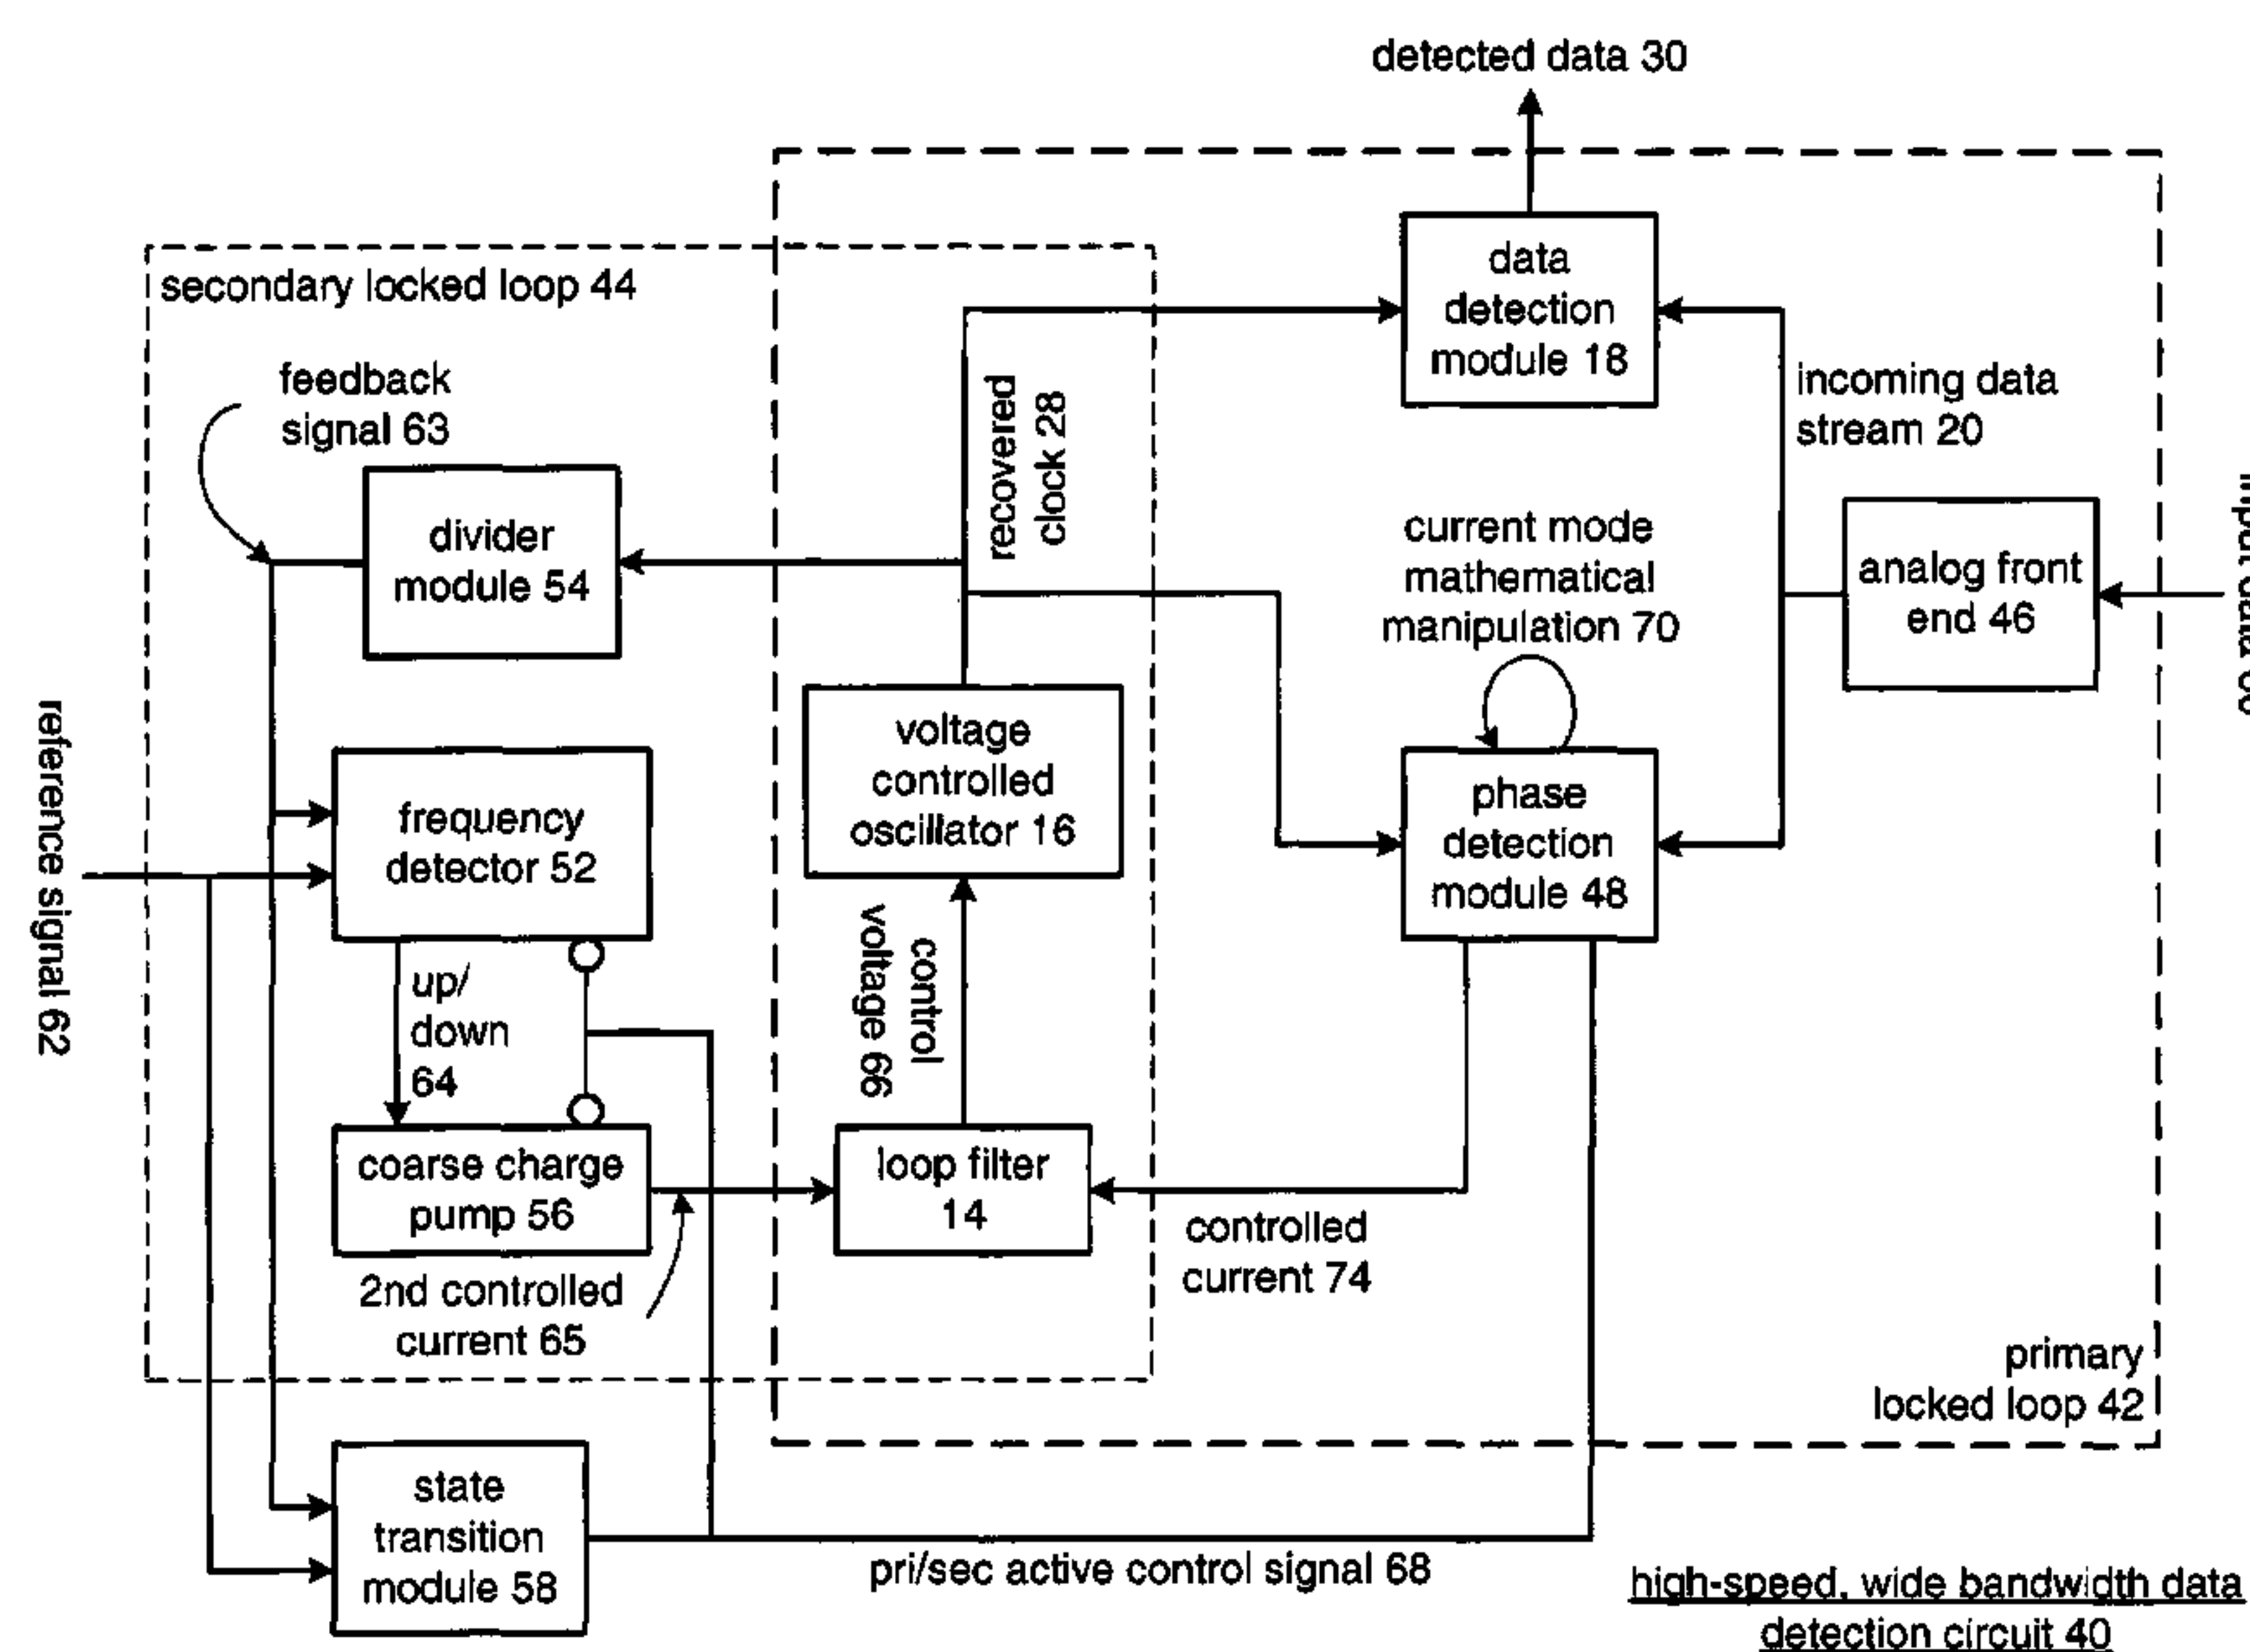 detected data 30
secondary locked loop 44
data
detection
module 18
feedback
signal 63
recovered
clock 28
incoming data
stream 20
divider
module 54
current mode
mathematical
manipulation 70
analog front
end 46
reference signal 62
voltage
controlled
oscillator 16
frequency
detector 52
phase
detection
module 48
up/
down
64
control
voltage 66
coarse charge
pump 56
loop filter
14
controlled
current 74
2nd controlled
current 65
primary
locked loop 42
state
transition
module 58
pri/sec active control signal 68
high-speed, wide bandwidth data
detection circuit 40